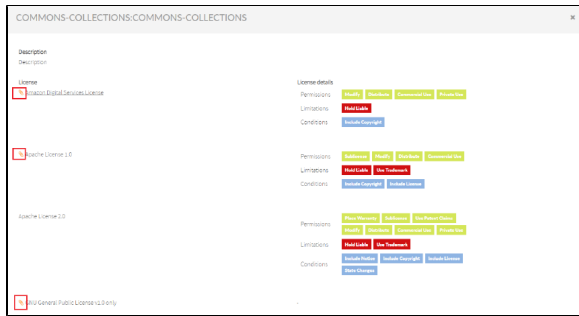 COMMONS-COLLECTIONS:COMMONS-COLLECTIONS
Description
Description
License License details
Amazon Digital Services License Permissions Modify Distribute Commercial Use Private Use
Limitations Hold Liable
Conditions Include Copyright
Apache License 1.0 Permissions Sublicense Modify Distribute Commercial Use
Limitations Hold Liable Use Trademark
Conditions Include Copyright Include License
Apache License 2.0 Permissions Place Warranty Sublicense Use Patent Claims
Modify Distribute Commercial Use Private Use
Limitations Hold Liable Use Trademark
Conditions Include Notice Include Copyright Include License
State Changes
GNU General Public License v1.0 only -